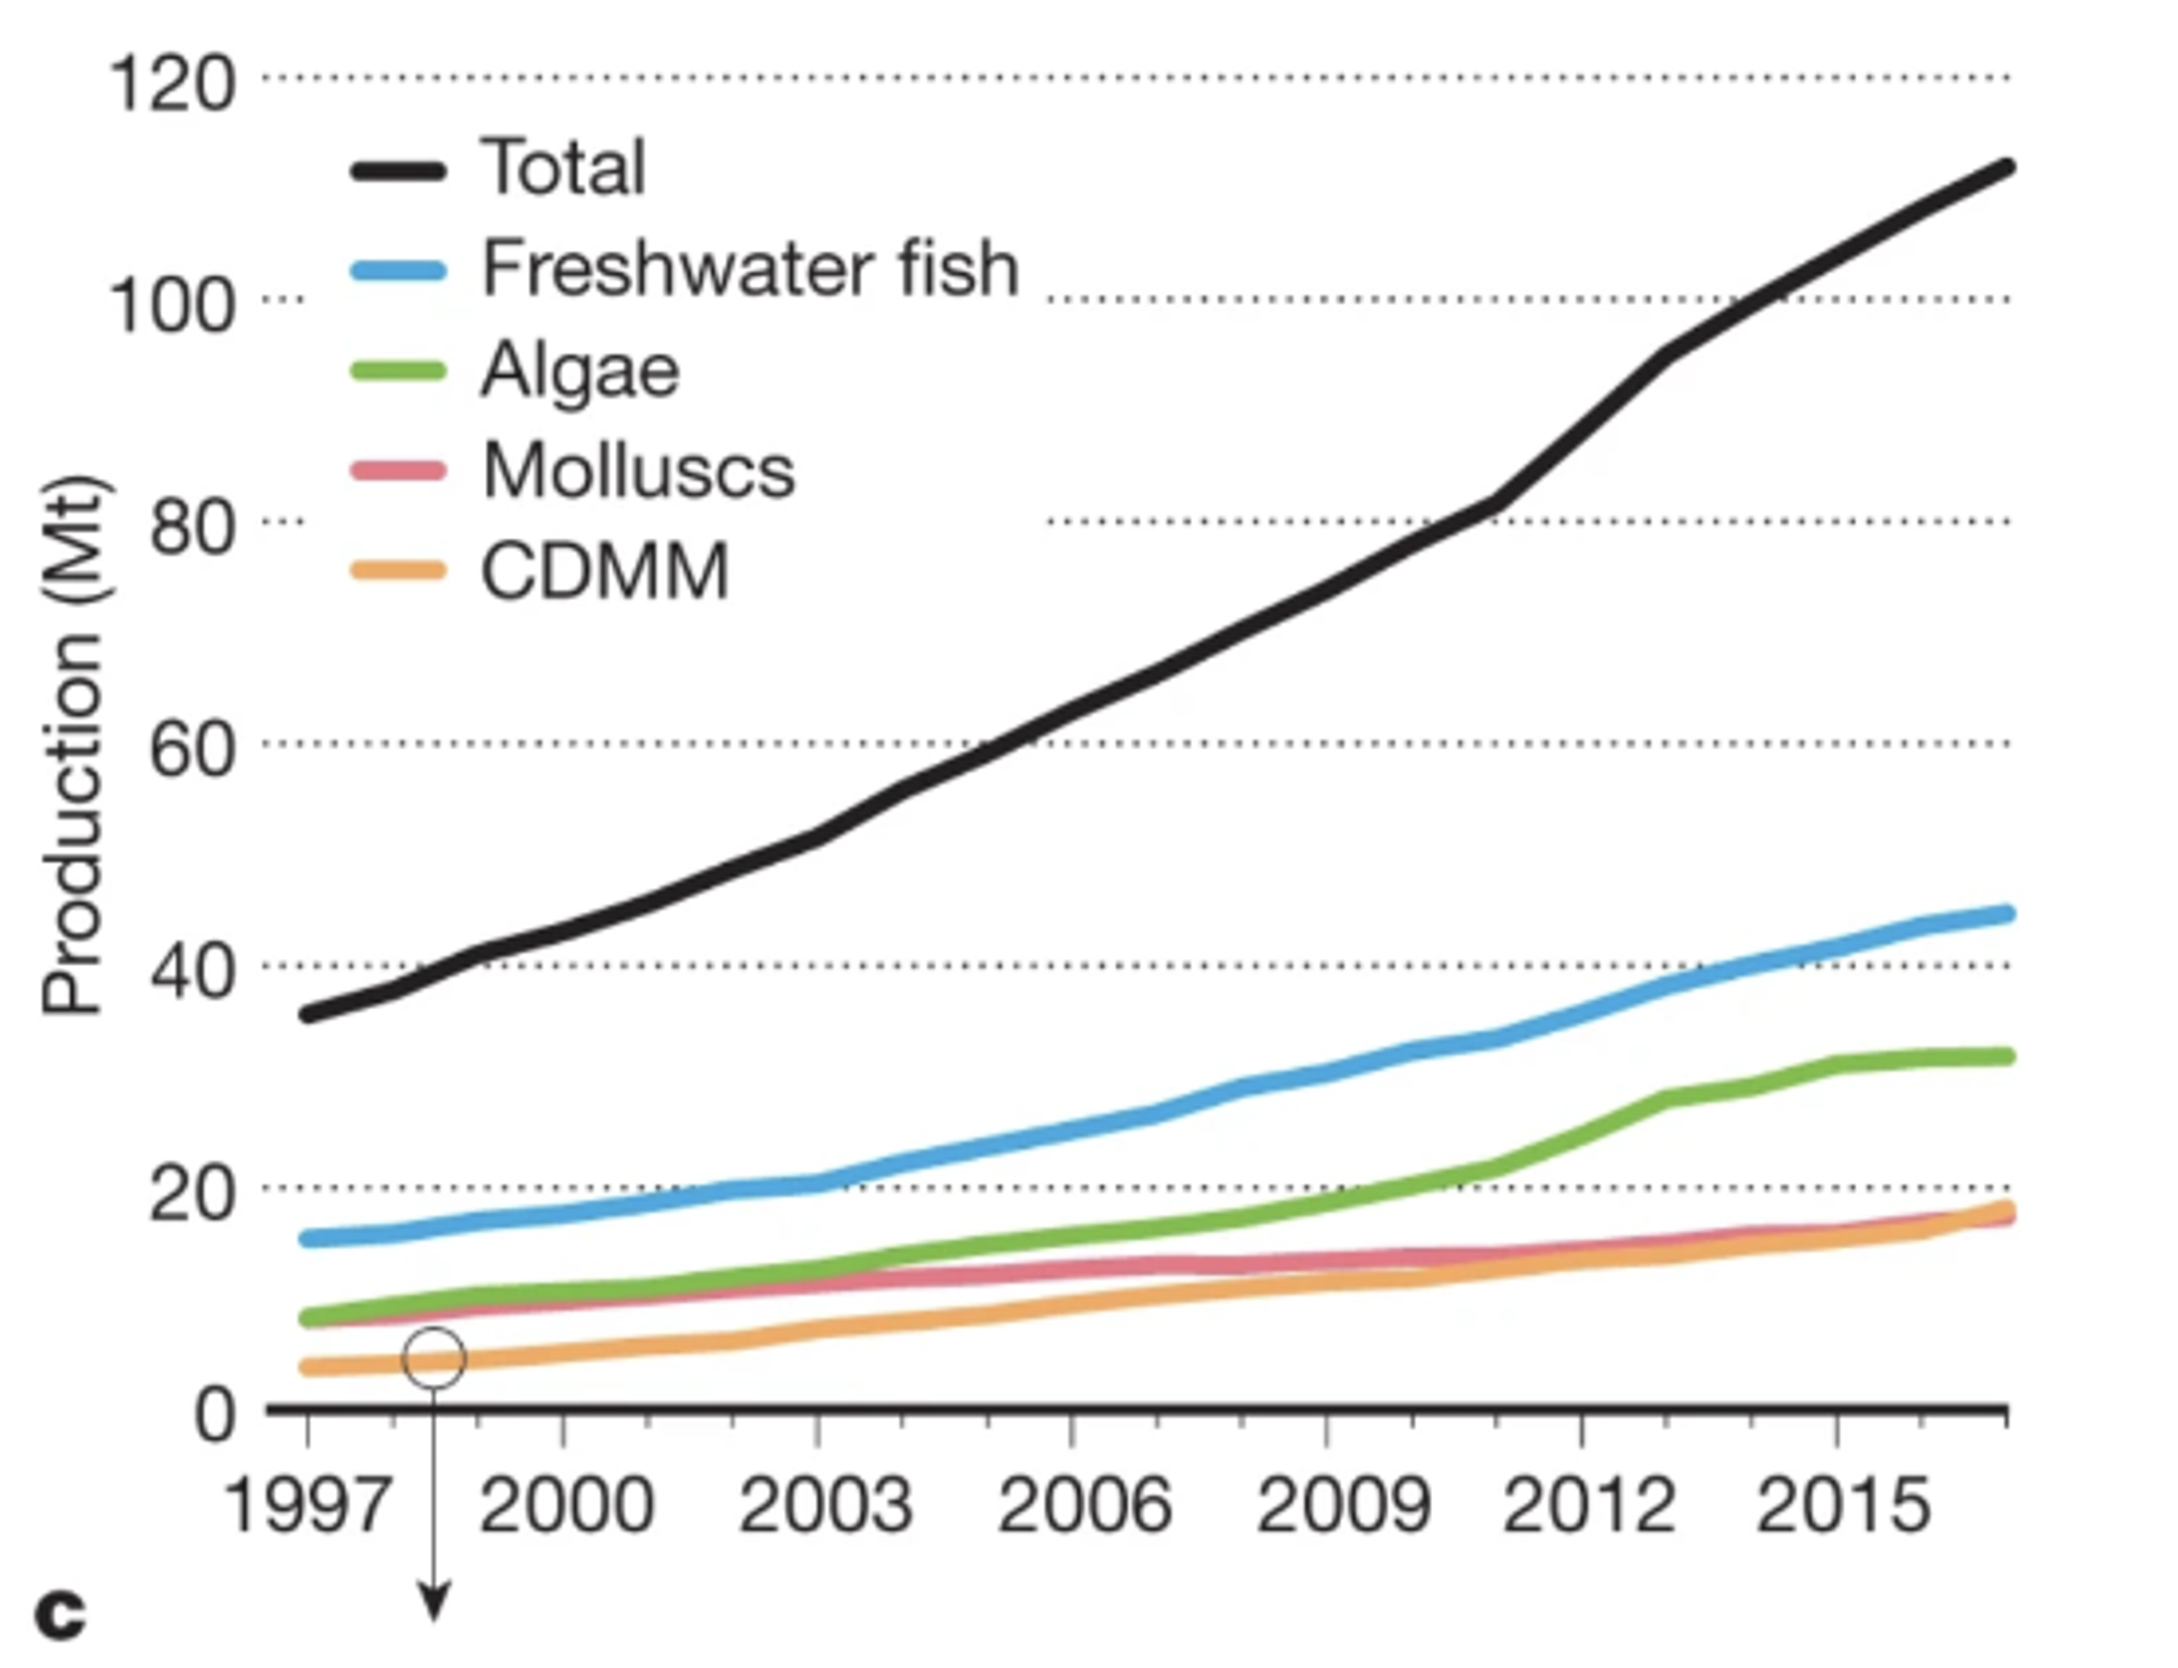 120
Total
Freshwater fish
100
Algae
Molluscs
80
CDMM
Production (Mt)
60
40
20
0
1997 2000 2003 2006 2009 2012 2015
c